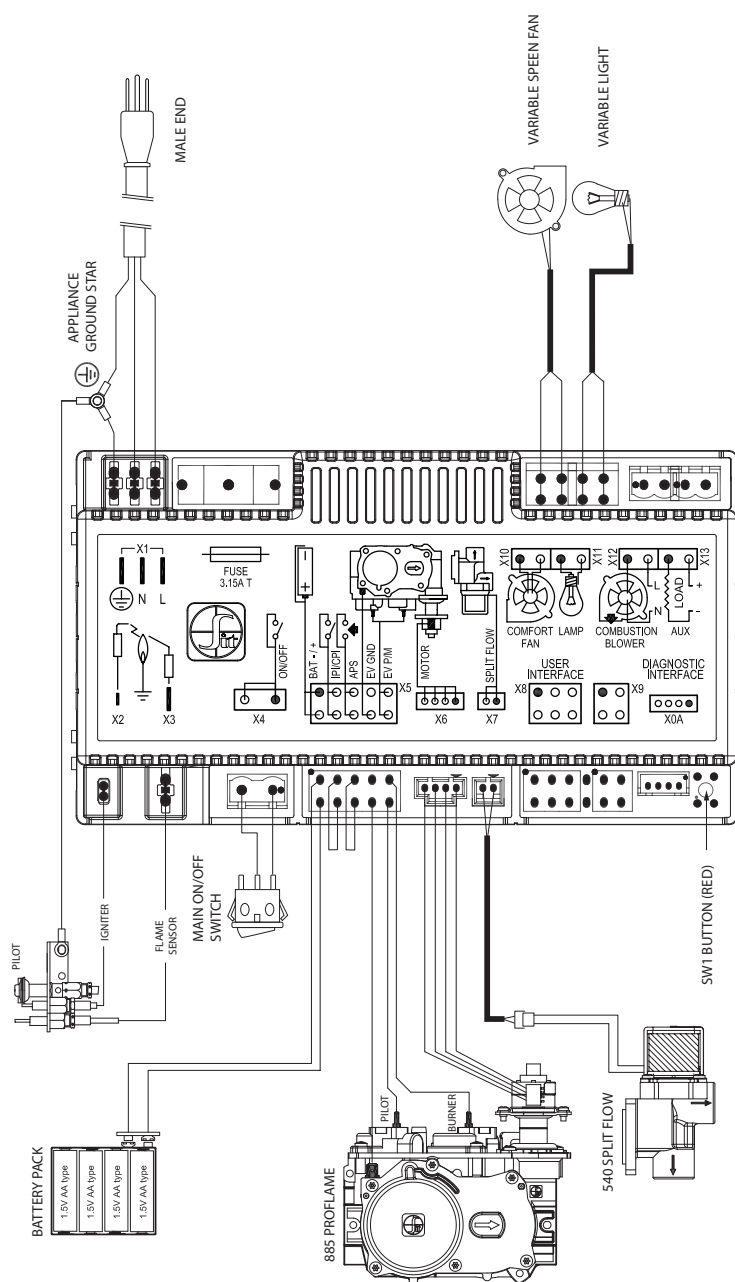 MALE END
APPLIANCE
GROUND STAR
VARIABLE SPEEN FAN
VARIABLE LIGHT
X1
N
L
FUSE
3.15A T
X2
X3
ON/OFF
X4
BAT - / +
IPI/CPI
APS
EV GND
EV P/M
X5
MOTOR
X6
SPLIT FLOW
X7
X10
X11
COMFORT
FAN
LAMP
X12
X13
N
L
LOAD
-
+
COMBUSTION
BLOWER
AUX
USER
INTERFACE
X8
X9
DIAGNOSTIC
INTERFACE
X0A
PILOT
IGNITER
FLAME
SENSOR
MAIN ON/OFF
SWITCH
SW1 BUTTON (RED)
BATTERY PACK
1.5V AA type
1.5V AA type
1.5V AA type
1.5V AA type
PILOT
BURNER
885 PROFLAME
540 SPLIT FLOW